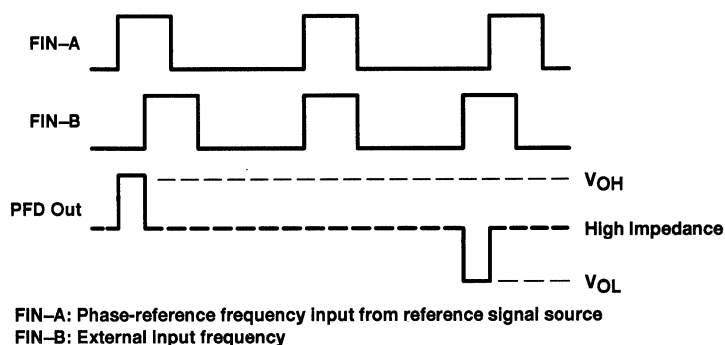 FIN–A
FIN–B
PFD Out
VOH
High Impedance
VOL
FIN–A: Phase-reference frequency input from reference signal source
FIN–B: External input frequency